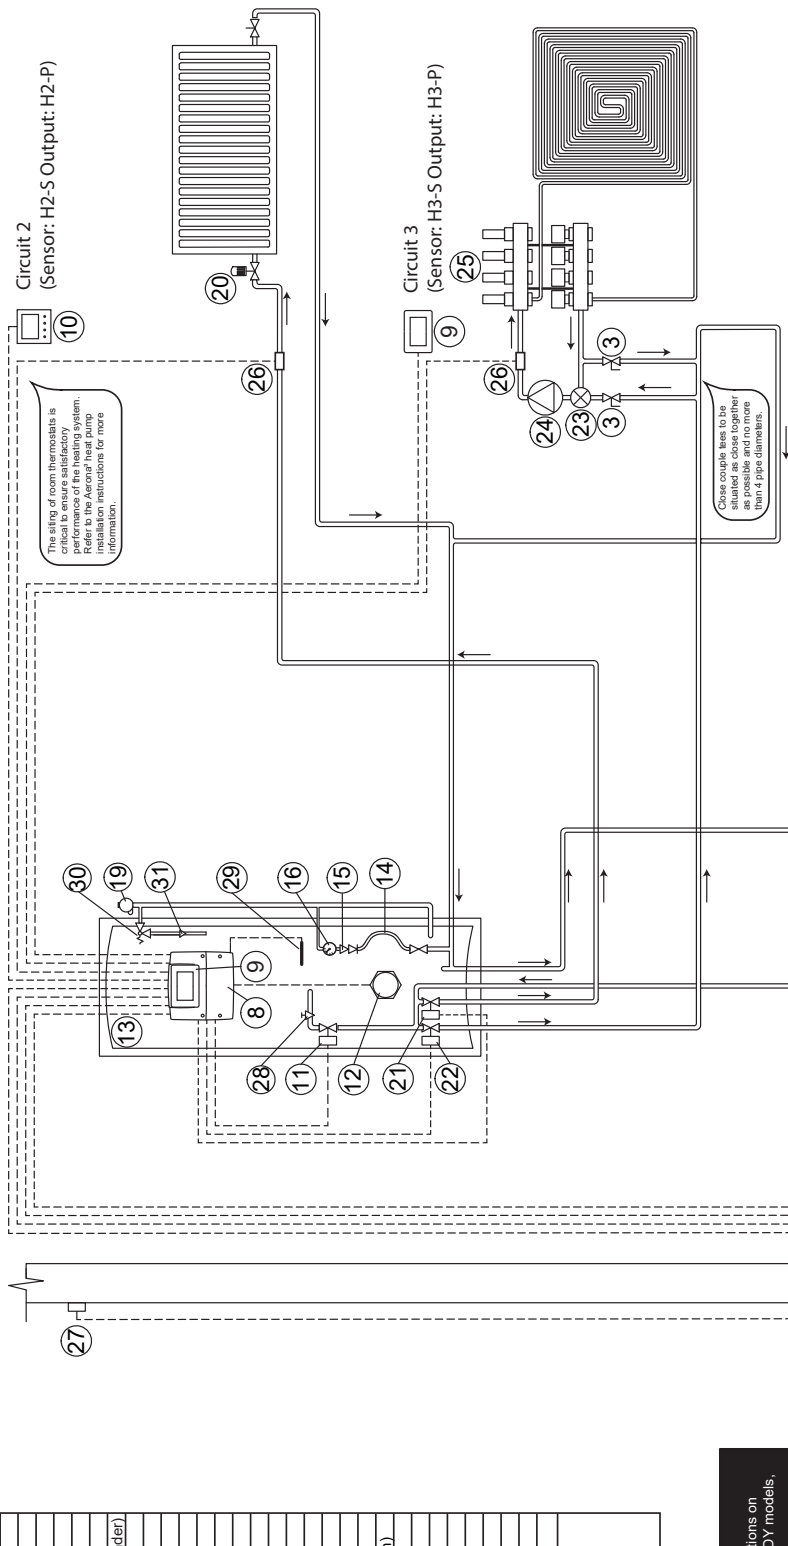 Circuit 2
(Sensor: H2-S Output: H2-P)
10
20
26
The siting of room thermostats is
critical to ensure satisfactory
performance of the heating system.
Refer to the Aerona³ heat pump
installation instructions for more
information.
Circuit 3
(Sensor: H3-S Output: H3-P)
9
25
26
24
23
3
3
Close couple tees to be
situated as close together
as possible and no more
than 4 pipe diameters.
30
19
31
29
16
15
14
13
9
8
28
11
12
21
22
27